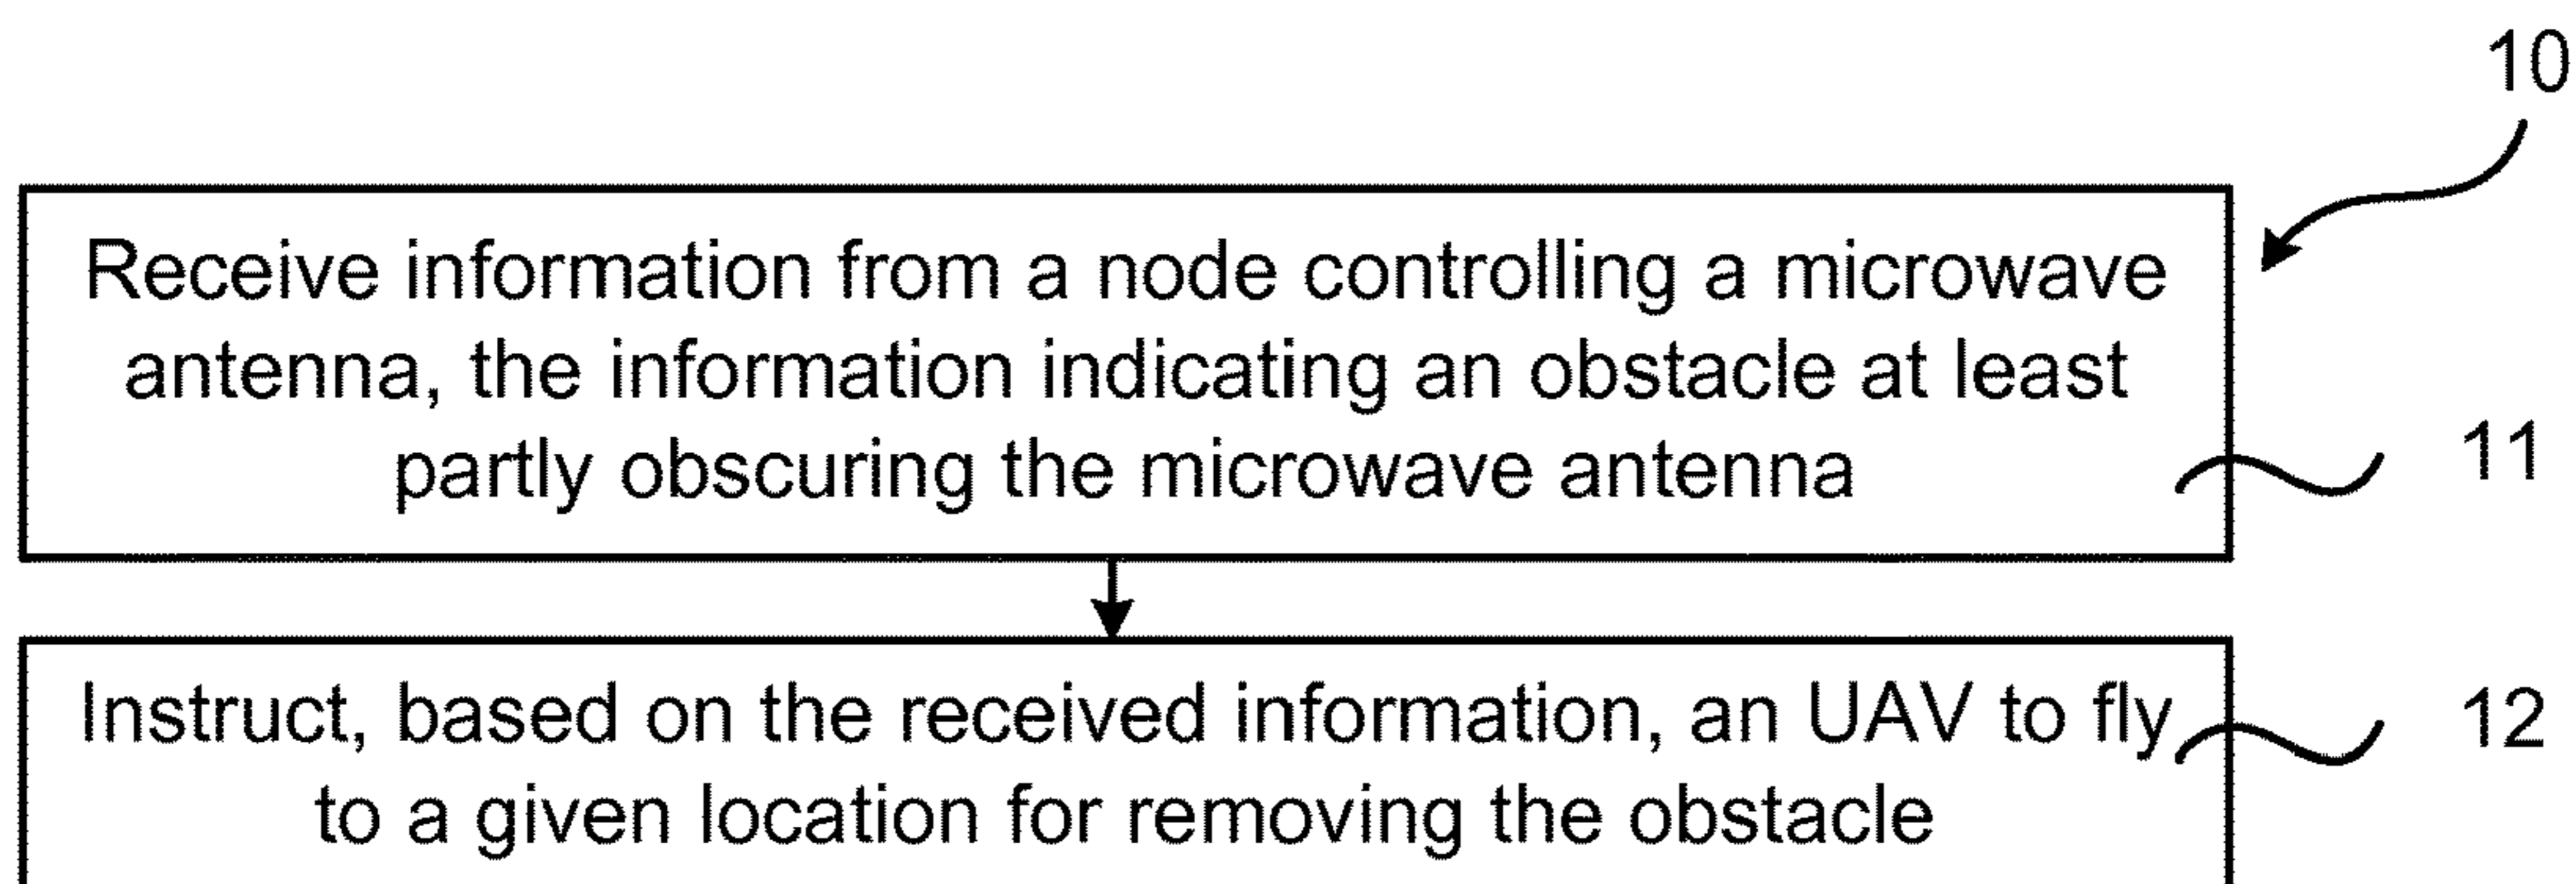 10
Receive information from a node controlling a microwave
antenna, the information indicating an obstacle at least
partly obscuring the microwave antenna
11
Instruct, based on the received information, an UAV to fly
12
to a given location for removing the obstacle